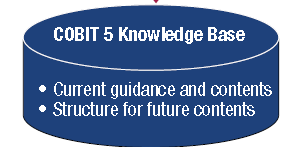 COBIT 5 Knowledge Base
• Current guidance and contents
• Structure for future contents